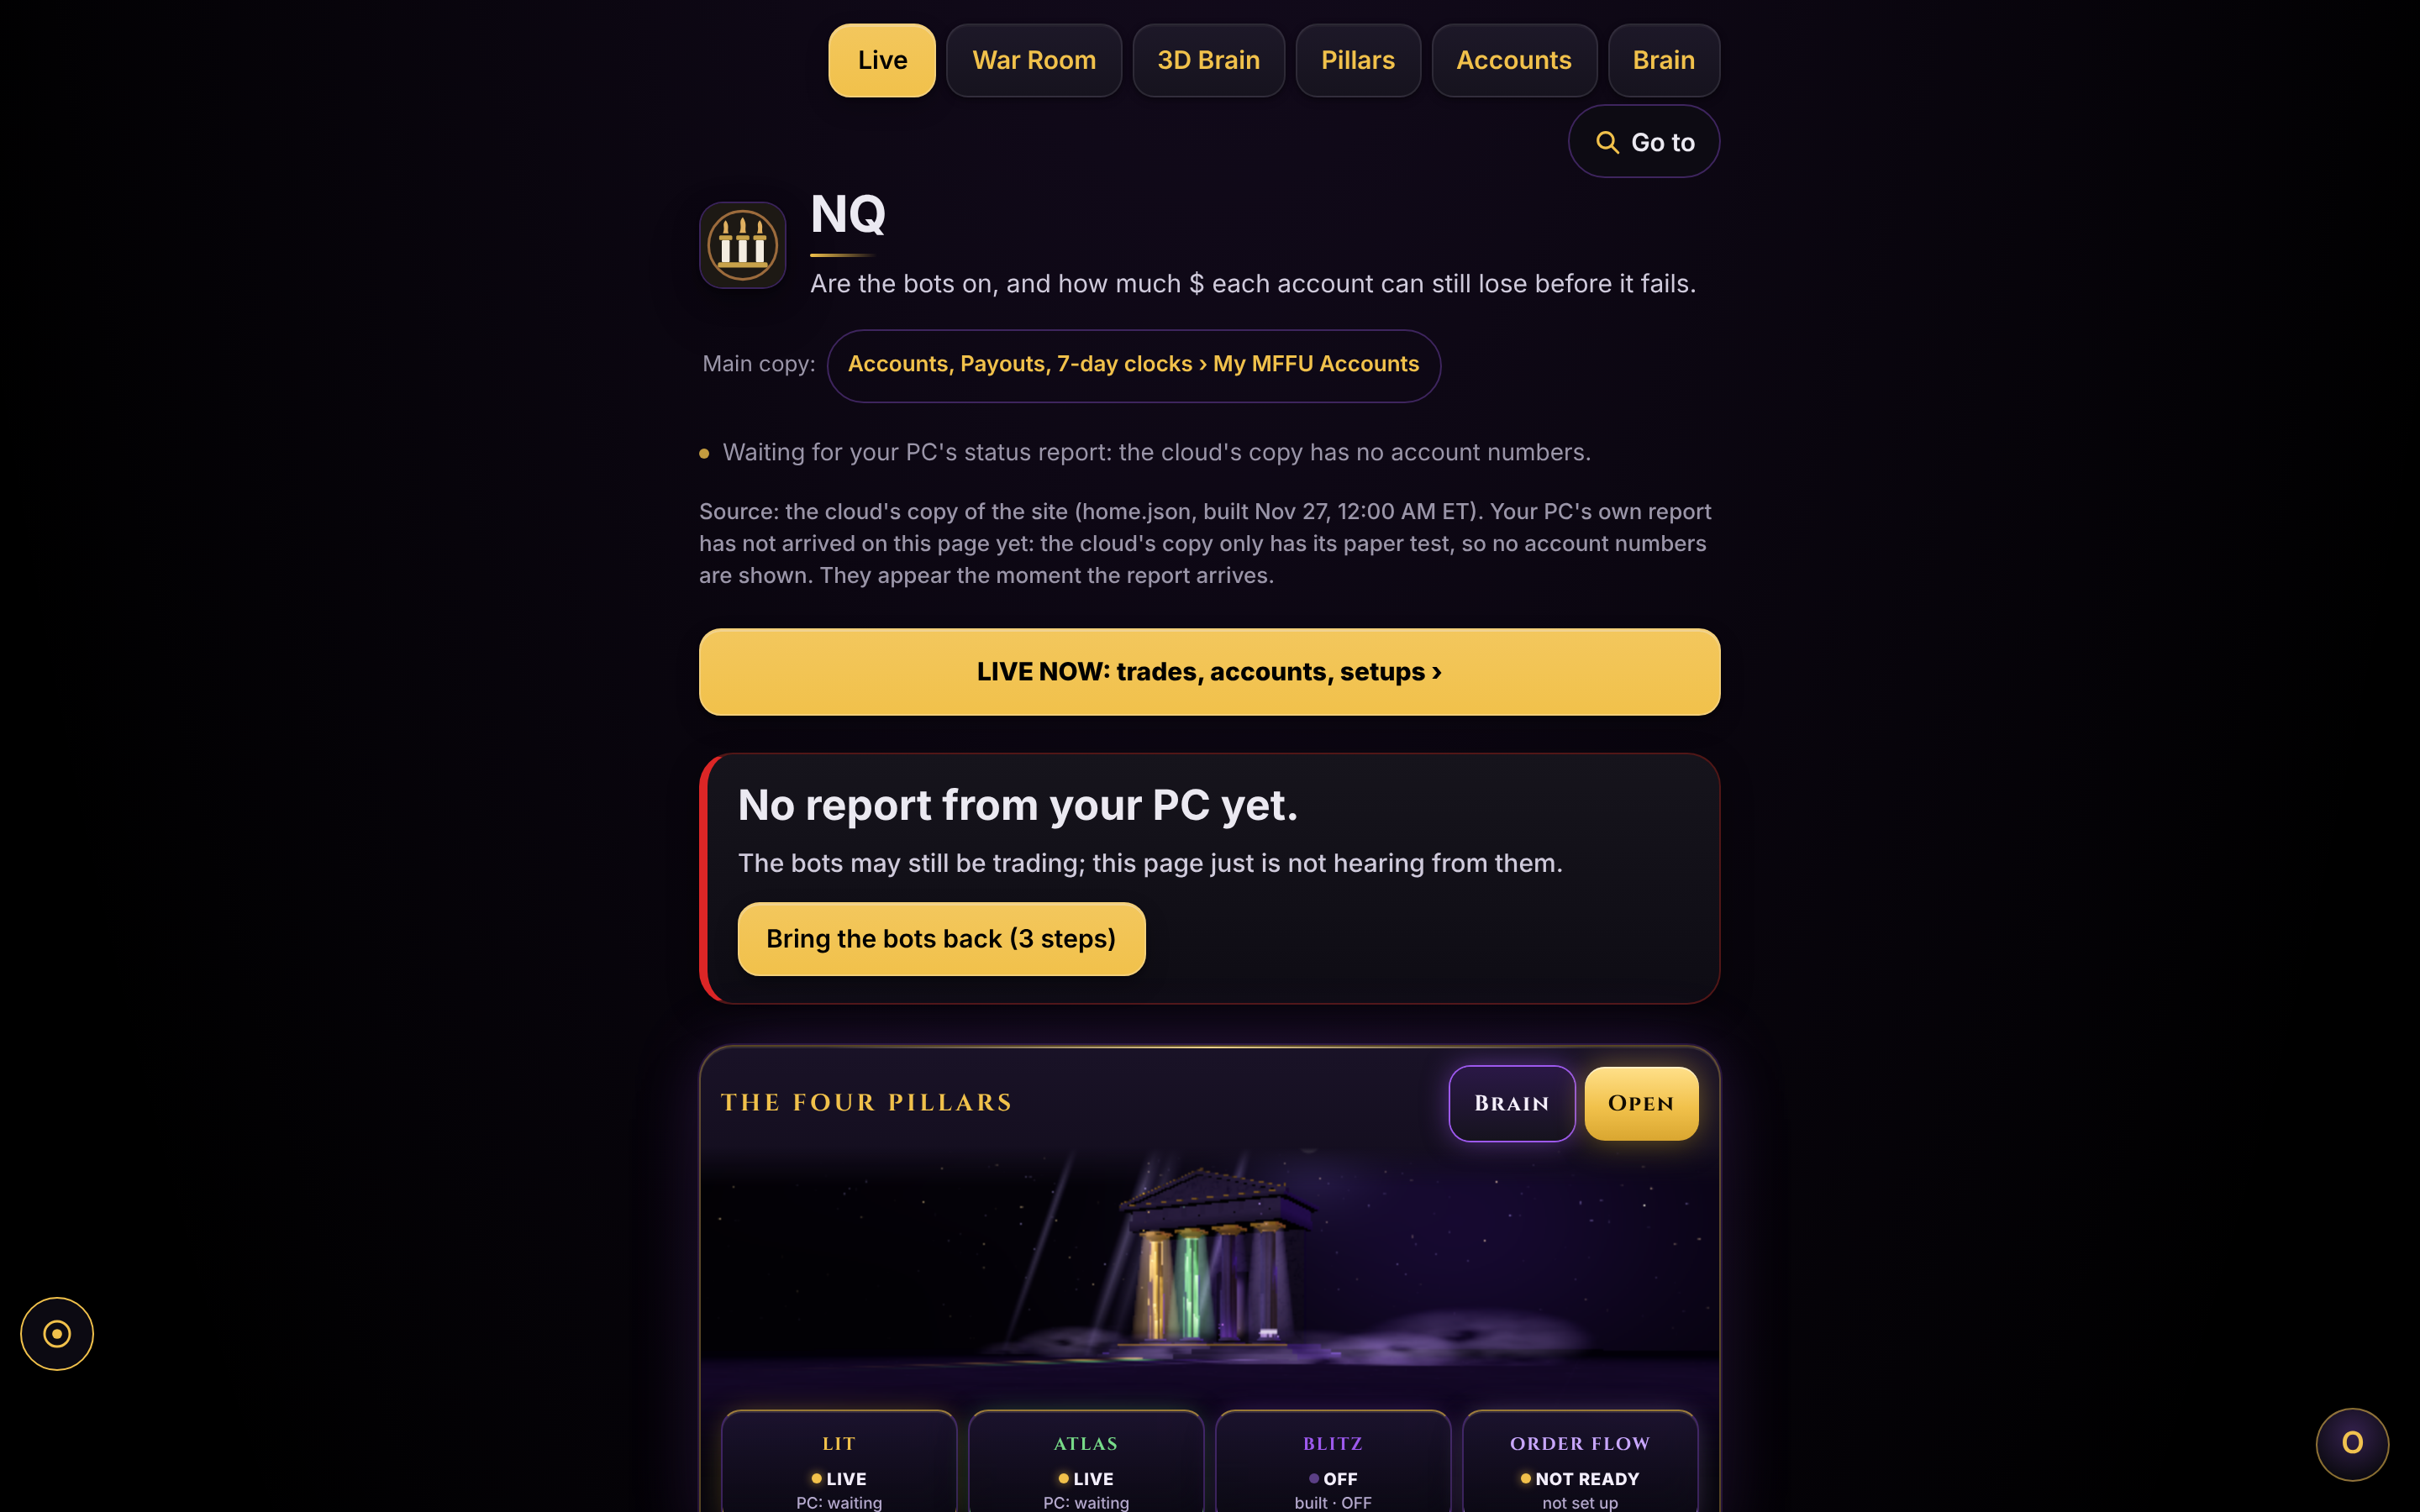 Live
War Room
3D Brain
Pillars
Accounts
Brain
Go to
NQ
Are the bots on, and how much $ each account can still lose before it fails.
Main copy: Accounts, Payouts, 7-day clocks › My MFFU Accounts
Waiting for your PC's status report: the cloud's copy has no account numbers.
Source: the cloud's copy of the site (home.json, built Nov 27, 12:00 AM ET). Your PC's own report
has not arrived on this page yet: the cloud's copy only has its paper test, so no account numbers
are shown. They appear the moment the report arrives.
LIVE NOW: trades, accounts, setups ›
No report from your PC yet.
The bots may still be trading; this page just is not hearing from them.
Bring the bots back (3 steps)
THE FOUR PILLARS
BRAIN
OPEN
LIT
LIVE
PC: waiting
ATLAS
LIVE
PC: waiting
BLITZ
OFF
built · OFF
ORDER FLOW
NOT READY
not set up
O